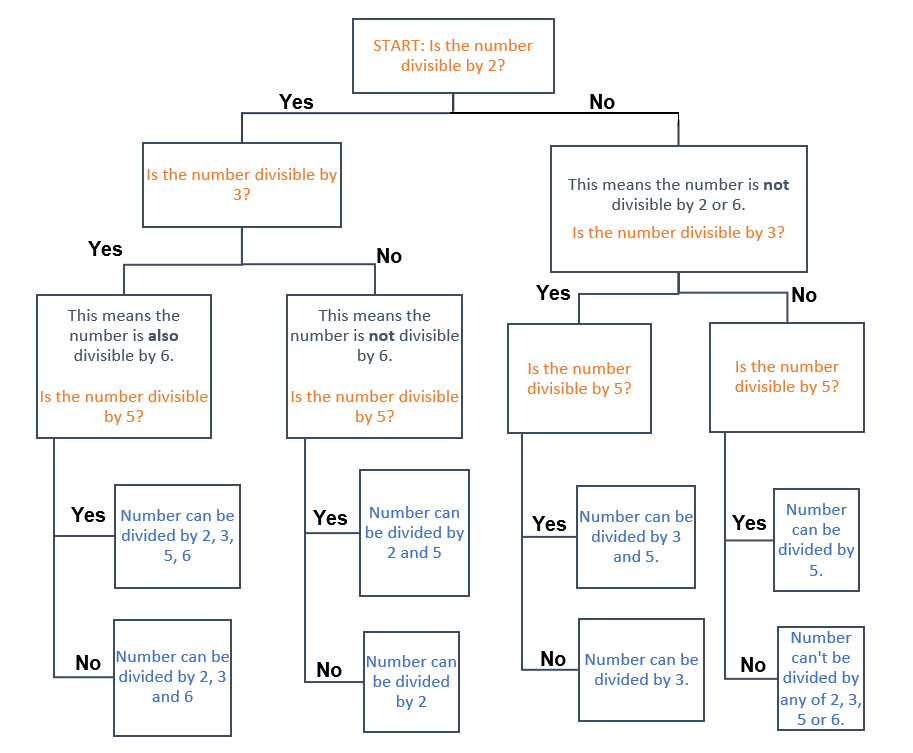 START: Is the number
divisible by 2?
Yes
No
Is the number divisible by
3?
This means the number is not
divisible by 2 or 6.
Is the number divisible by 3?
Yes
No
Yes
No
This means the
number is also
divisible by 6.
Is the number divisible
by 5?
This means the
number is not divisible
by 6.
Is the number divisible
by 5?
Is the number
divisible by 5?
Is the number
divisible by 5?
Yes
Number can be
divided by 2, 3,
5, 6
Yes
Number can
be divided by
2 and 5
Yes
Number can be
divided by 3
and 5.
Yes
Number
can be
divided by
5.
No
Number can be
divided by 2, 3
and 6
No
Number can
be divided
by 2
No
Number can be
divided by 3.
No
Number
can't be
divided by
any of 2, 3,
5 or 6.